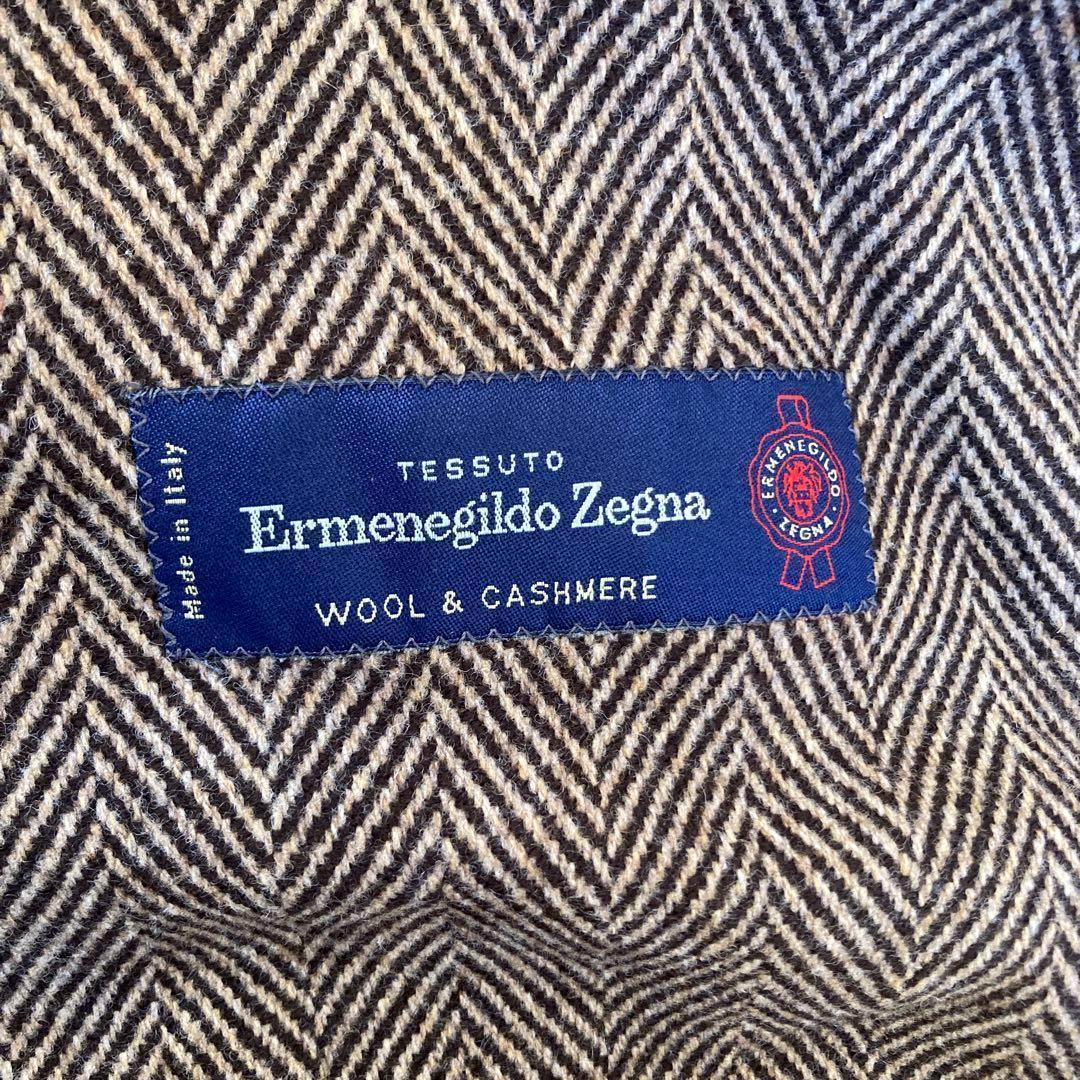 Made in Italy
TESSUTO
Ermenegildo Zegna
WOOL & CASHMERE
ERMENEGILDO
· ZEGNA ·